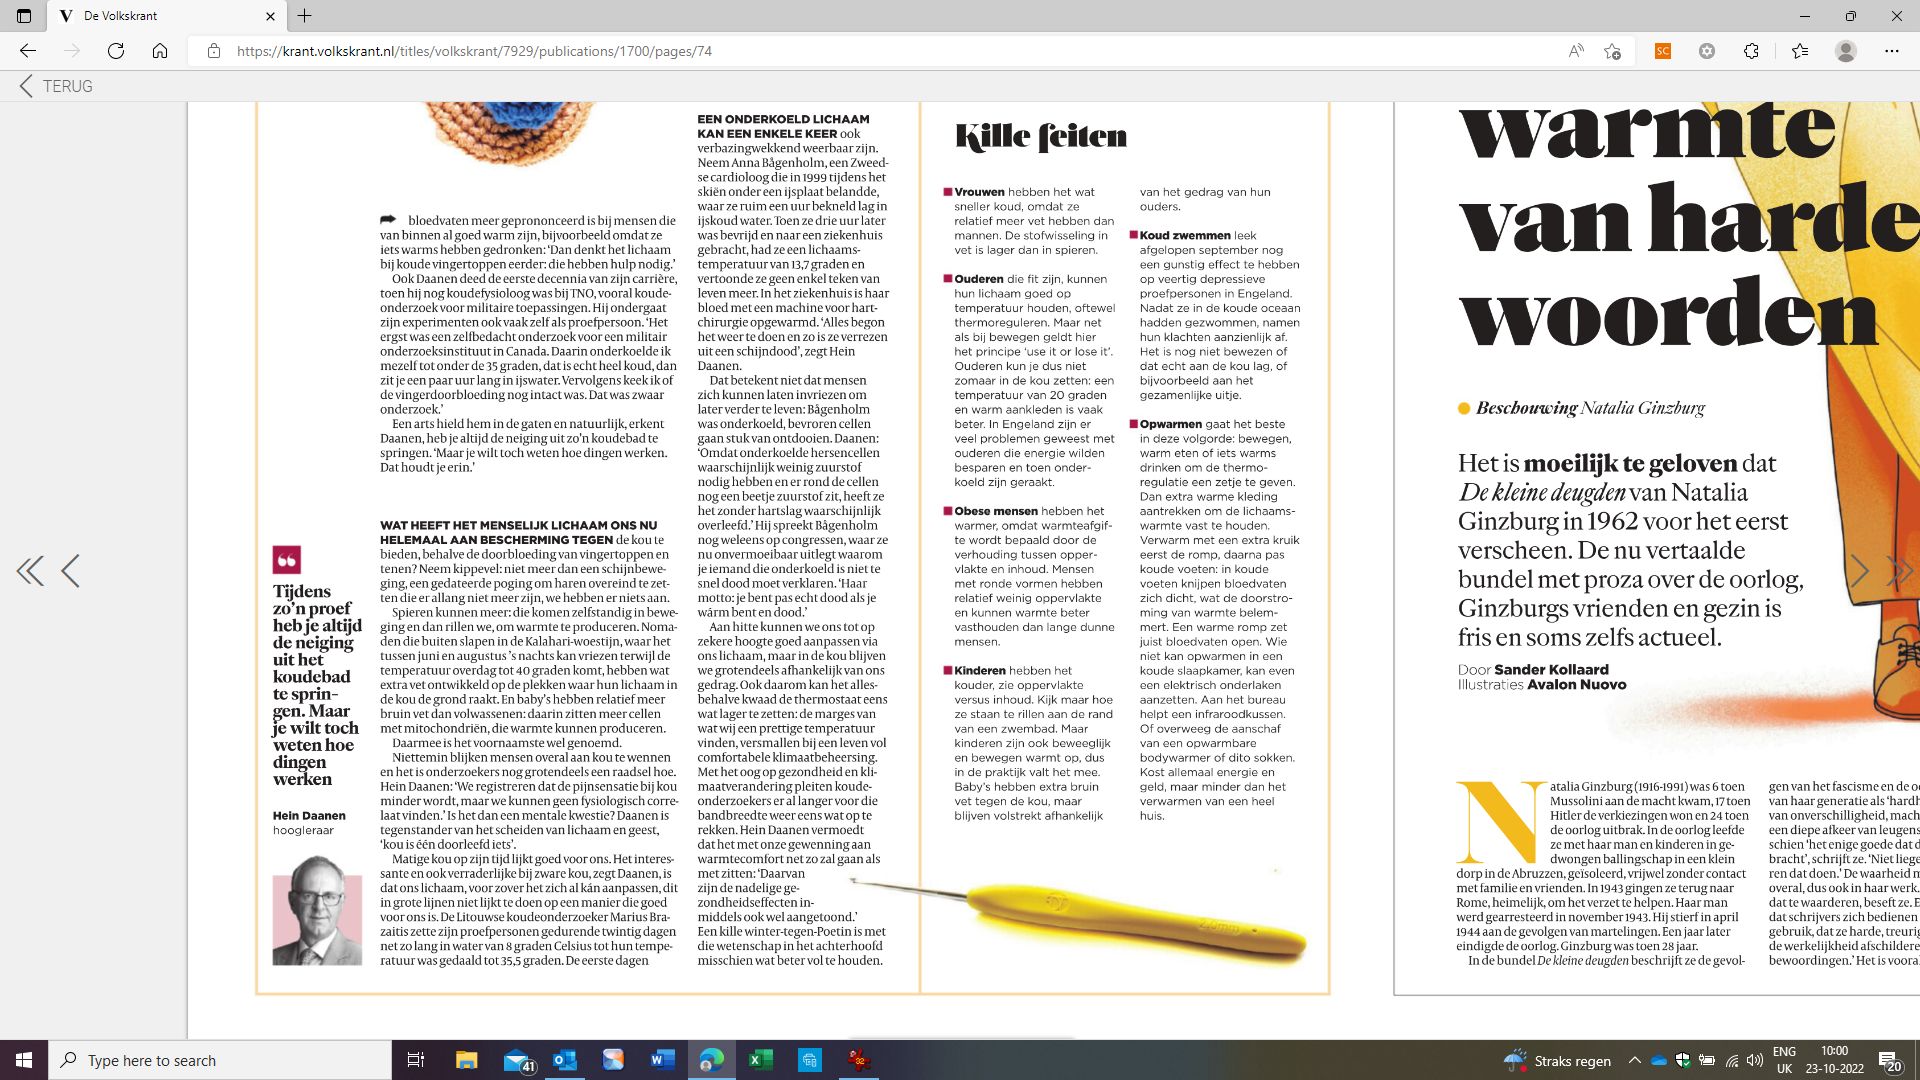 De Volkskrant
https://krant.volkskrant.nl/titles/volkskrant/7929/publications/1700/pages/74
SC
TERUG
bloedvaten meer geprononceerd is bij mensen die
van binnen al goed warm zijn, bijvoorbeeld omdat ze
iets warms hebben gedronken: ‘Dan denkt het lichaam
bij koude vingertoppen eerder: die hebben hulp nodig.’
Ook Daanen deed de eerste decennia van zijn carrière,
toen hij nog koudefysioloog was bij TNO, vooral koude-
onderzoek voor militaire toepassingen. Hij ondergaat
zijn experimenten ook vaak zelf als proefpersoon. ‘Het
ergst was een zelfbedacht onderzoek voor een militair
onderzoeksinstituut in Canada. Daarin onderkoelde ik
mezelf tot onder de 35 graden, dat is echt heel koud, dan
zit je een paar uur lang in ijswater. Vervolgens keek ik of
de vingerdoorbloeding nog intact was. Dat was zwaar
onderzoek.’
Een arts hield hem in de gaten en natuurlijk, erkent
Daanen, heb je altijd de neiging uit zo’n koudebad te
springen. ‘Maar je wilt toch weten hoe dingen werken.
Dat houdt je erin.’
WAT HEEFT HET MENSELIJK LICHAAM ONS NU
HELEMAAL AAN BESCHERMING TEGEN de kou te
bieden, behalve de doorbloeding van vingertoppen en
tenen? Neem kippevel: niet meer dan een schijnbewe-
ging, een gedateerde poging om haren overeind te zet-
ten die er allang niet meer zijn, we hebben er niets aan.
Spieren kunnen meer: die komen zelfstandig in bewe-
ging en dan rillen we, om warmte te produceren. Noma-
den die buiten slapen in de Kalahari-woestijn, waar het
tussen juni en augustus ’s nachts kan vriezen terwijl de
temperatuur overdag tot 40 graden komt, hebben wat
extra vet ontwikkeld op de plekken waar hun lichaam in
de kou de grond raakt. En baby’s hebben relatief meer
bruin vet dan volwassenen: daarin zitten meer cellen
met mitochondriën, die warmte kunnen produceren.
Daarmee is het voornaamste wel genoemd.
Niettemin blijken mensen overal aan kou te wennen
en het is onderzoekers nog grotendeels een raadsel hoe.
Hein Daanen: ‘We registreren dat de pijnsensatie bij kou
minder wordt, maar we kunnen geen fysiologisch corre-
laat vinden.’ Is het dan een mentale kwestie? Daanen is
tegenstander van het scheiden van lichaam en geest,
‘kou is één doorleefd iets’.
Matige kou op zijn tijd lijkt goed voor ons. Het interes-
sante en ook verraderlijke bij zware kou, zegt Daanen, is
dat ons lichaam, voor zover het zich al kán aanpassen, dit
in grote lijnen niet lijkt te doen op een manier die goed
voor ons is. De Litouwse koudeonderzoeker Marius Bra-
zaitis zette zijn proefpersonen gedurende twintig dagen
net zo lang in water van 8 graden Celsius tot hun tempe-
ratuur was gedaald tot 35,5 graden. De eerste dagen
Tijdens
zo’n proef
heb je altijd
de neiging
uit het
koudebad
te sprin-
gen. Maar
je wilt toch
weten hoe
dingen
werken
Hein Daanen
hoogleraar
EEN ONDERKOELD LICHAAM
KAN EEN ENKELE KEER ook
verbazingwekkend weerbaar zijn.
Neem Anna Bågenholm, een Zweed-
se cardioloog die in 1999 tijdens het
skiën onder een ijsplaat belandde,
waar ze ruim een uur bekneld lag in
ijskoud water. Toen ze drie uur later
was bevrijd en naar een ziekenhuis
gebracht, had ze een lichaams-
temperatuur van 13,7 graden en
vertoonde ze geen enkel teken van
leven meer. In het ziekenhuis is haar
bloed met een machine voor hart-
chirurgie opgewarmd. ‘Alles begon
het weer te doen en zo is ze verrezen
uit een schijndood’, zegt Hein
Daanen.
Dat betekent niet dat mensen
zich kunnen laten invriezen om
later verder te leven: Bågenholm
was onderkoeld, bevroren cellen
gaan stuk van ontdooien. Daanen:
‘Omdat onderkoelde hersencellen
waarschijnlijk weinig zuurstof
nodig hebben en er rond de cellen
nog een beetje zuurstof zit, heeft ze
het zonder hartslag waarschijnlijk
overleefd.’ Hij spreekt Bågenholm
nog weleens op congressen, waar ze
nu onvermoeibaar uitlegt waarom
je iemand die onderkoeld is niet te
snel dood moet verklaren. ‘Haar
motto: je bent pas echt dood als je
wárm bent en dood.’
Aan hitte kunnen we ons tot op
zekere hoogte goed aanpassen via
ons lichaam, maar in de kou blijven
we grotendeels afhankelijk van ons
gedrag. Ook daarom kan het alles-
behalve kwaad de thermostaat eens
wat lager te zetten: de marges van
wat wij een prettige temperatuur
vinden, versmallen bij een leven vol
comfortabele klimaatbeheersing.
Met het oog op gezondheid en kli-
maatverandering pleiten koude-
onderzoekers er al langer voor die
bandbreedte weer eens wat op te
rekken. Hein Daanen vermoedt
dat het met onze gewenning aan
warmtecomfort net zo zal gaan als
met zitten: ‘Daarvan
zijn de nadelige ge-
zondheidseffecten in-
middels ook wel aangetoond.’
Een kille winter-tegen-Poetin is met
die wetenschap in het achterhoofd
misschien wat beter vol te houden.
Kille feiten
Vrouwen hebben het wat
sneller koud, omdat ze
relatief meer vet hebben dan
mannen. De stofwisseling in
vet is lager dan in spieren.
Ouderen die fit zijn, kunnen
hun lichaam goed op
temperatuur houden, oftewel
thermoreguleren. Maar net
als bij bewegen geldt hier
het principe ‘use it or lose it’.
Ouderen kun je dus niet
zomaar in de kou zetten: een
temperatuur van 20 graden
en warm aankleden is vaak
beter. In Engeland zijn er
veel problemen geweest met
ouderen die energie wilden
besparen en toen onder-
koeld zijn geraakt.
Obese mensen hebben het
warmer, omdat warmteafgif-
te wordt bepaald door de
verhouding tussen opper-
vlakte en inhoud. Mensen
met ronde vormen hebben
relatief weinig oppervlakte
en kunnen warmte beter
vasthouden dan lange dunne
mensen.
Kinderen hebben het
kouder, zie oppervlakte
versus inhoud. Kijk maar hoe
ze staan te rillen aan de rand
van een zwembad. Maar
kinderen zijn ook beweeglijk
en bewegen warmt op, dus
in de praktijk valt het mee.
Baby’s hebben extra bruin
vet tegen de kou, maar
blijven volstrekt afhankelijk
van het gedrag van hun
ouders.
Koud zwemmen leek
afgelopen september nog
een gunstig effect te hebben
op veertig depressieve
proefpersonen in Engeland.
Nadat ze in de koude oceaan
hadden gezwommen, namen
hun klachten aanzienlijk af.
Het is nog niet bewezen of
dat echt aan de kou lag, of
bijvoorbeeld aan het
gezamenlijke uitje.
Opwarmen gaat het beste
in deze volgorde: bewegen,
warm eten of iets warms
drinken om de thermo-
regulatie een zetje te geven.
Dan extra warme kleding
aantrekken om de lichaams-
warmte vast te houden.
Verwarm met een extra kruik
eerst de romp, daarna pas
koude voeten: in koude
voeten knijpen bloedvaten
zich dicht, wat de doorstro-
ming van warmte belem-
mert. Een warme romp zet
juist bloedvaten open. Wie
niet kan opwarmen in een
koude slaapkamer, kan even
een elektrisch onderlaken
aanzetten. Aan het bureau
helpt een infraroodkussen.
Of overweeg de aanschaf
van een opwarmbare
bodywarmer of dito sokken.
Kost allemaal energie en
geld, maar minder dan het
verwarmen van een heel
huis.
2,0mm
warmte
van harde
woorden
Beschouwing Natalia Ginzburg
Het is moeilijk te geloven dat
De kleine deugden van Natalia
Ginzburg in 1962 voor het eerst
verscheen. De nu vertaalde
bundel met proza over de oorlog,
Ginzburgs vrienden en gezin is
fris en soms zelfs actueel.
Door Sander Kollaard
Illustraties Avalon Nuovo
Natalia Ginzburg (1916-1991) was 6 toen
Mussolini aan de macht kwam, 17 toen
Hitler de verkiezingen won en 24 toen
de oorlog uitbrak. In de oorlog leefde
ze met haar man en kinderen in ge-
dwongen ballingschap in een klein
dorp in de Abruzzen, geïsoleerd, vrijwel zonder contact
met familie en vrienden. In 1943 gingen ze terug naar
Rome, heimelijk, om het verzet te helpen. Haar man
werd gearresteerd in november 1943. Hij stierf in april
1944 aan de gevolgen van martelingen. Een jaar later
eindigde de oorlog. Ginzburg was toen 28 jaar.
In de bundel De kleine deugden beschrijft ze de gevol-
gen van het fascisme en de o
van haar generatie als ‘hardh
van onverschilligheid, mach
een diepe afkeer van leugens
schien ‘het enige goede dat d
bracht’, schrijft ze. ‘Niet liege
ren dat doen.’ De waarheid m
overal, dus ook in haar werk.
dat te waarderen, beseft ze. E
dat schrijvers zich bedienen
gebruik, dat ze harde, treurig
de werkelijkheid afschildere
bewoordingen.’ Het is voora
Type here to search
41
32
Straks regen
ENG
UK
10:00
23-10-2022
20